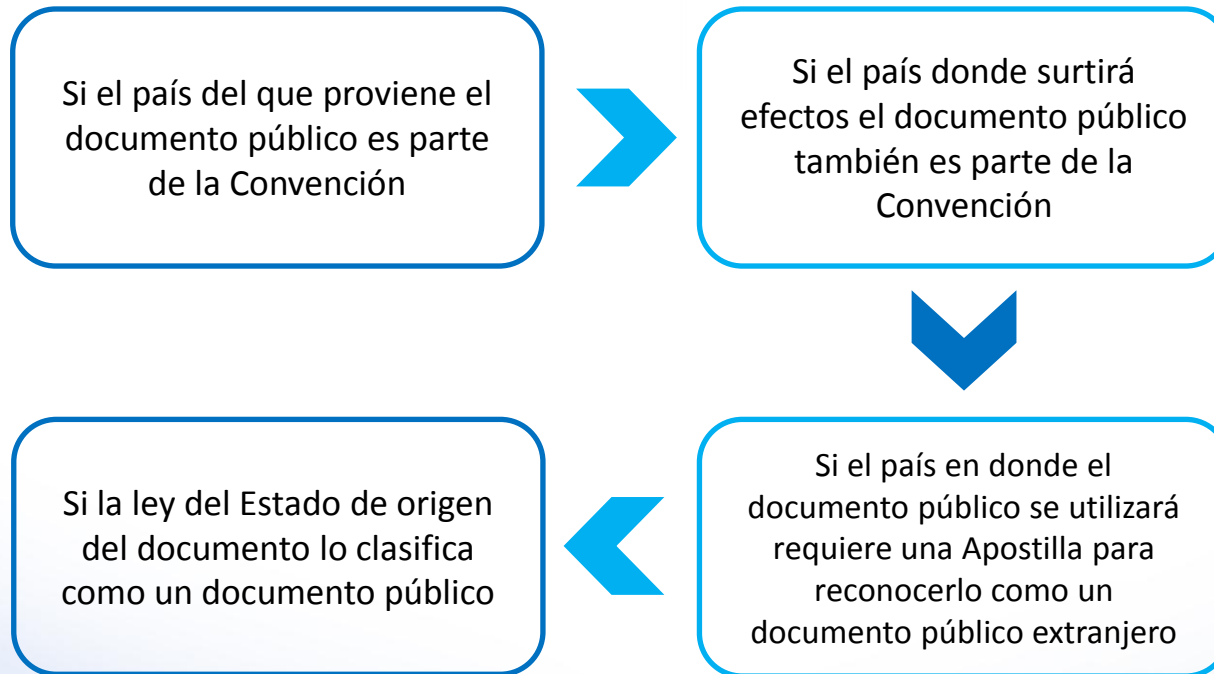 Si el país del que proviene el
documento público es parte
de la Convención
Si el país donde surtirá
efectos el documento público
también es parte de la
Convención
Si el país en donde el
documento público se utilizará
requiere una Apostilla para
reconocerlo como un
documento público extranjero
Si la ley del Estado de origen
del documento lo clasifica
como un documento público